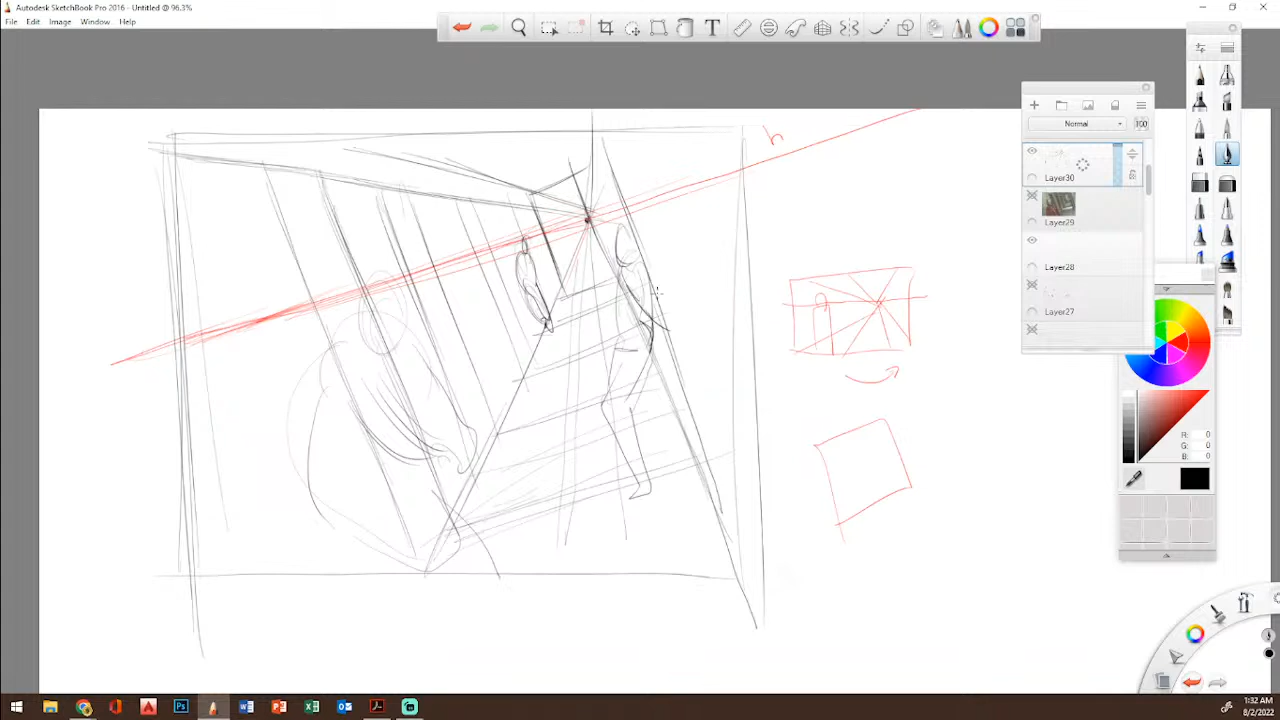 Autodesk SketchBook Pro 2016 - Untitled @ 96.3%
File Edit Image Window Help
T
h
Normal 100
Layer30
Layer29
Layer28
Layer27
R: 0
G: 0
B: 0
1:32 AM
8/2/2022